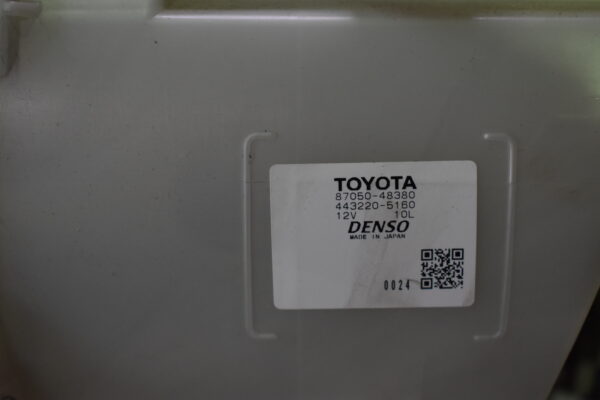 TOYOTA
87050-48380
443220-5160
12V 10L
DENSO
MADE IN JAPAN
0024